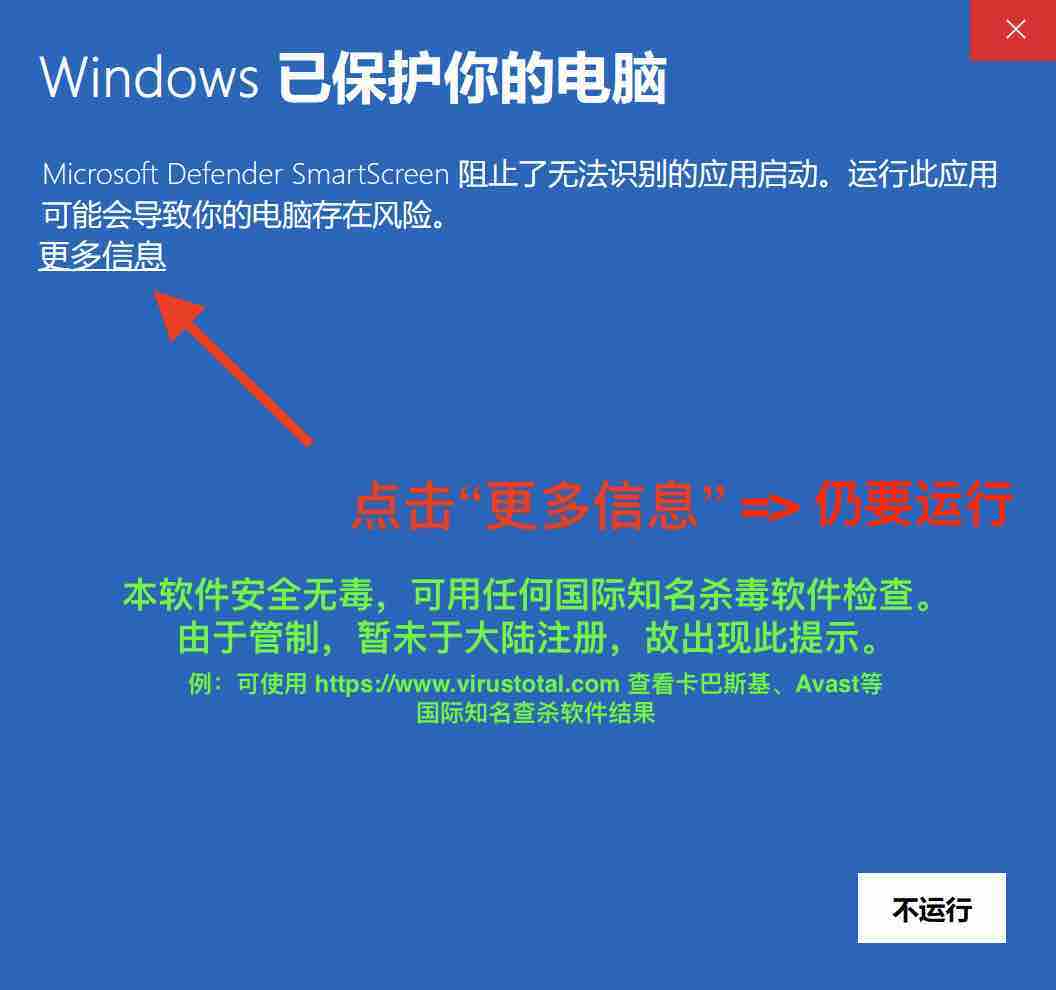 Windows 已保护你的电脑
Microsoft Defender SmartScreen 阻止了无法识别的应用启动。运行此应用
可能会导致你的电脑存在风险。
更多信息
点击“更多信息” => 仍要运行
本软件安全无毒，可用任何国际知名杀毒软件检查。
由于管制，暂未于大陆注册，故出现此提示。
例：可使用 https://www.virustotal.com 查看卡巴斯基、Avast等
国际知名查杀软件结果
不运行